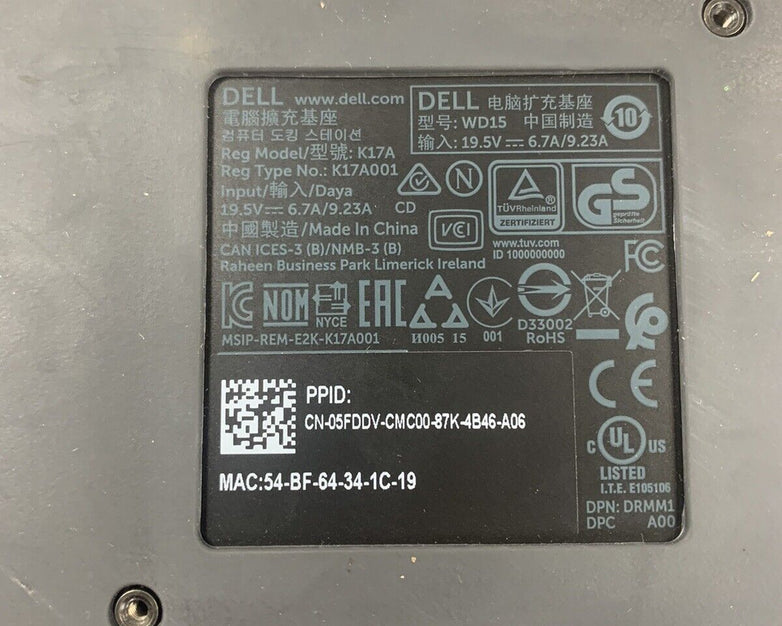 DELL www.dell.com
電腦擴充基座
컴퓨터 도킹 스테이션
Reg Model/型號: K17A
Reg Type No.: K17A001
Input/輸入/Daya
19.5V⎓ 6.7A/9.23A CD
中國製造/Made In China
CAN ICES-3 (B)/NMB-3 (B)
Raheen Business Park Limerick Ireland
DELL 电脑扩充基座
型号: WD15 中国制造
输入: 19.5V⎓ 6.7A/9.23A
10
N
VCI
TÜVRheinland
ZERTIFIZIERT
GS
geprüfte
Sicherheit
www.tuv.com
ID 1000000000
FC
NOM
NYCE
EAC
MSIP-REM-E2K-K17A001
И005 15
001
D33002
RoHS
CE
PPID:
CN-05FDDV-CMC00-87K-4B46-A06
MAC:54-BF-64-34-1C-19
C UL US
LISTED
I.T.E. E105106
DPN: DRMM1
DPC A00